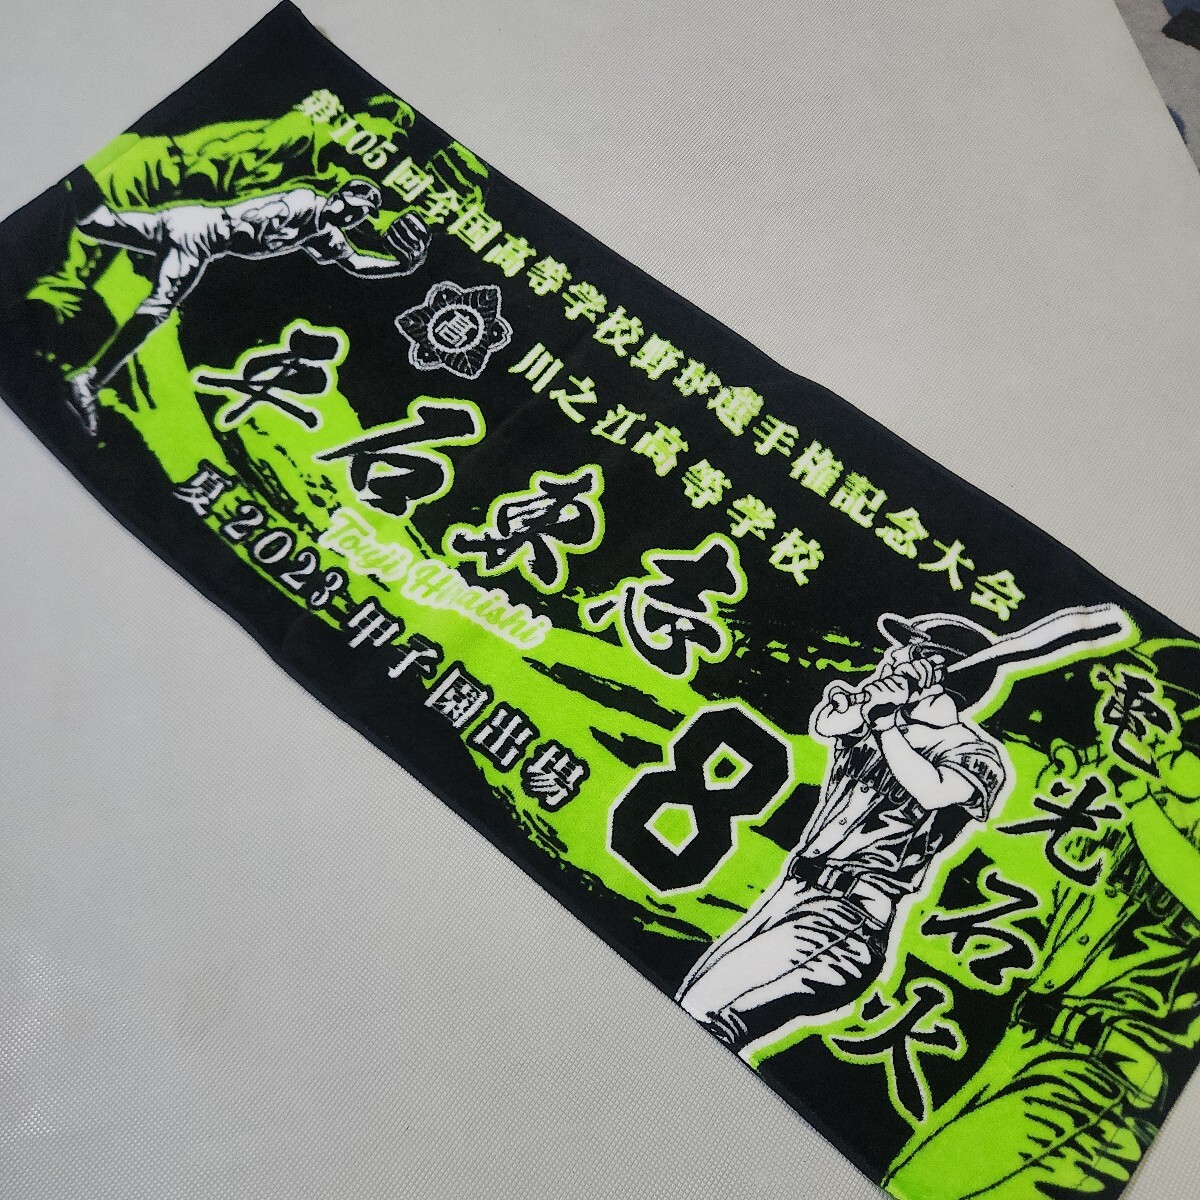 第105回全国高等学校野球選手権記念大会
高
川之江高等学校
平石東志
Touji Hiraishi
夏2023 甲子園出場
8
電光石火